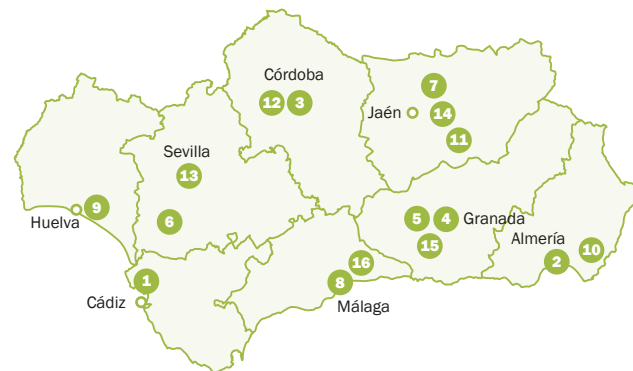 Córdoba
7
12 3
Jaén
14
11
Sevilla
13
9
Huelva
6
5 4 Granada
Almería
15
10
16
2
1
8
Cádiz
Málaga